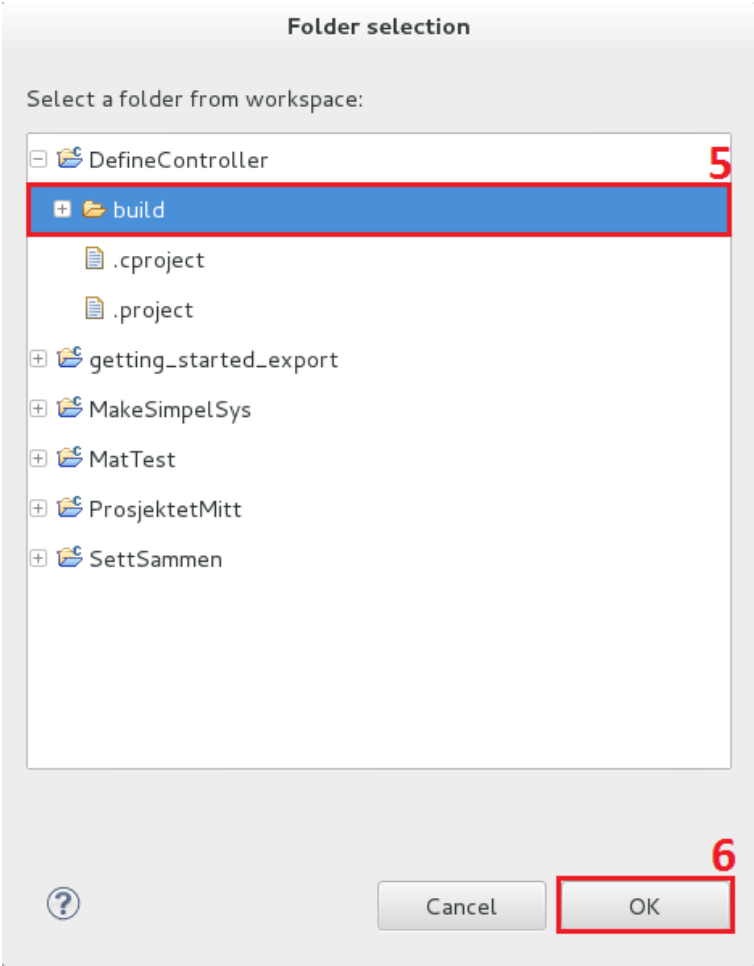 Folder selection
Select a folder from workspace:
DefineController
5
build
.cproject
.project
getting_started_export
MakeSimpelSys
MatTest
ProsjektetMitt
SettSammen
6
?
Cancel
OK